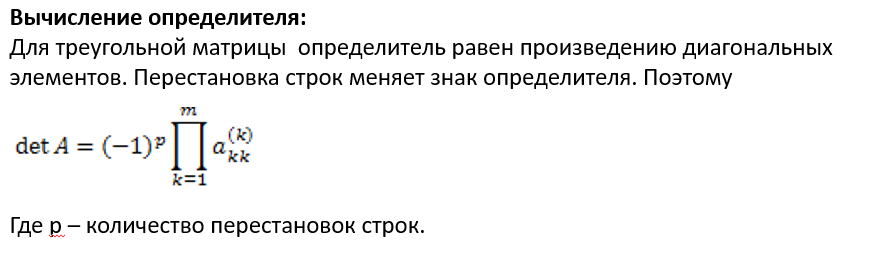 Вычисление определителя:
Для треугольной матрицы определитель равен произведению диагональных
элементов. Перестановка строк меняет знак определителя. Поэтому
det A = (−1)^p ∏_{k=1}^{m} a_{kk}^{(k)}
Где p – количество перестановок строк.